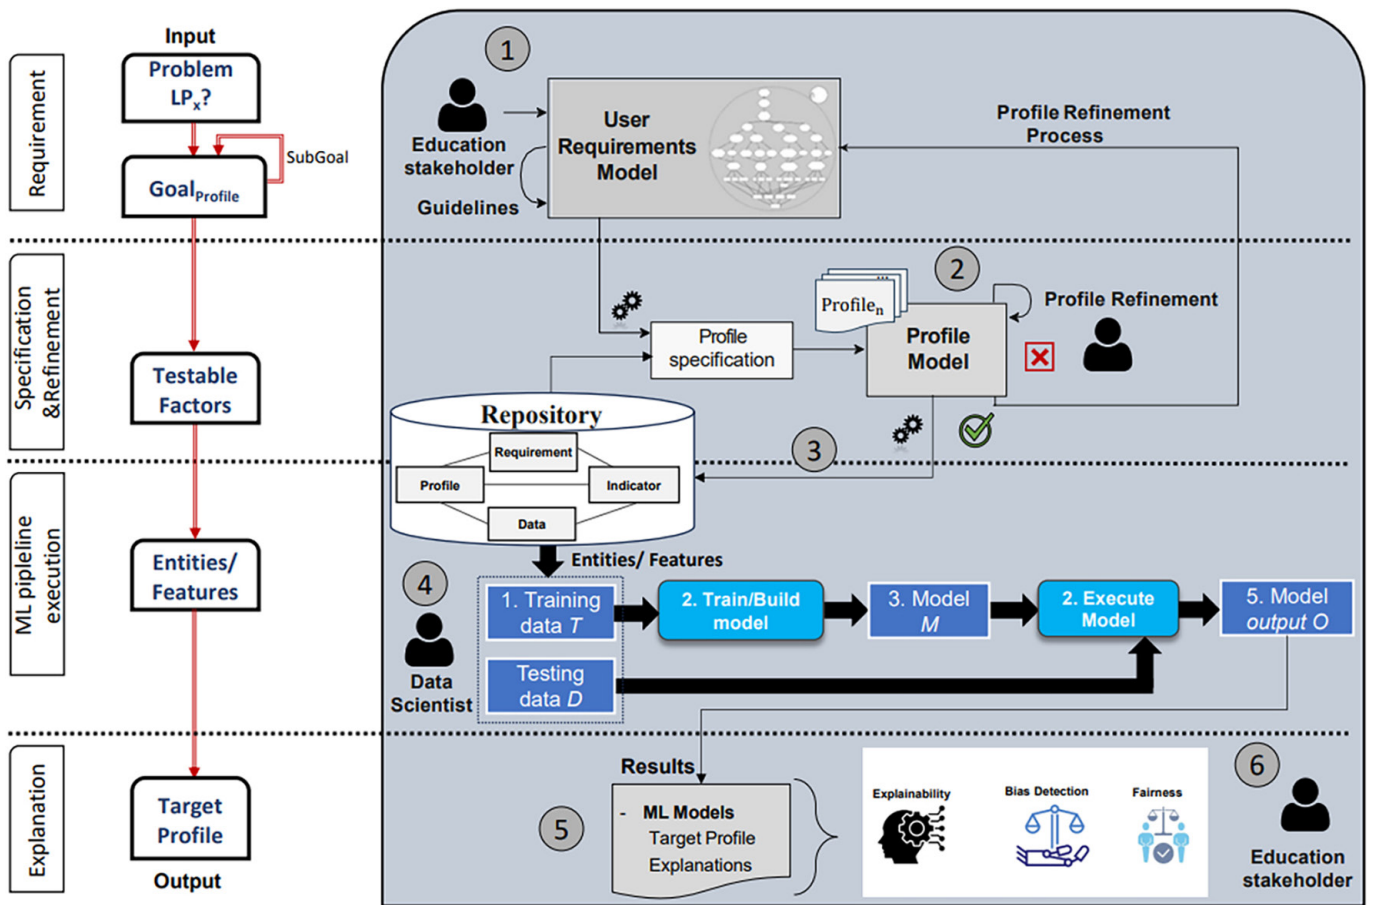 Input
Requirement
Problem
LPx?
SubGoal
GoalProfile
1
Education
stakeholder
Guidelines
User
Requirements
Model
Profile Refinement
Process
Specification
&Refinement
Testable
Factors
2
...
Profilen
Profile
Model
Profile Refinement
Profile
specification
Repository
Requirement
Profile
Indicator
Data
3
ML pipleline
execution
Entities/
Features
Entities/ Features
4
Data
Scientist
1. Training
data T
2. Train/Build
model
3. Model
M
2. Execute
Model
5. Model
output O
Testing
data D
Explanation
Target
Profile
Output
Results
5
- ML Models
Target Profile
Explanations
Explainability
Bias Detection
Fairness
6
Education
stakeholder